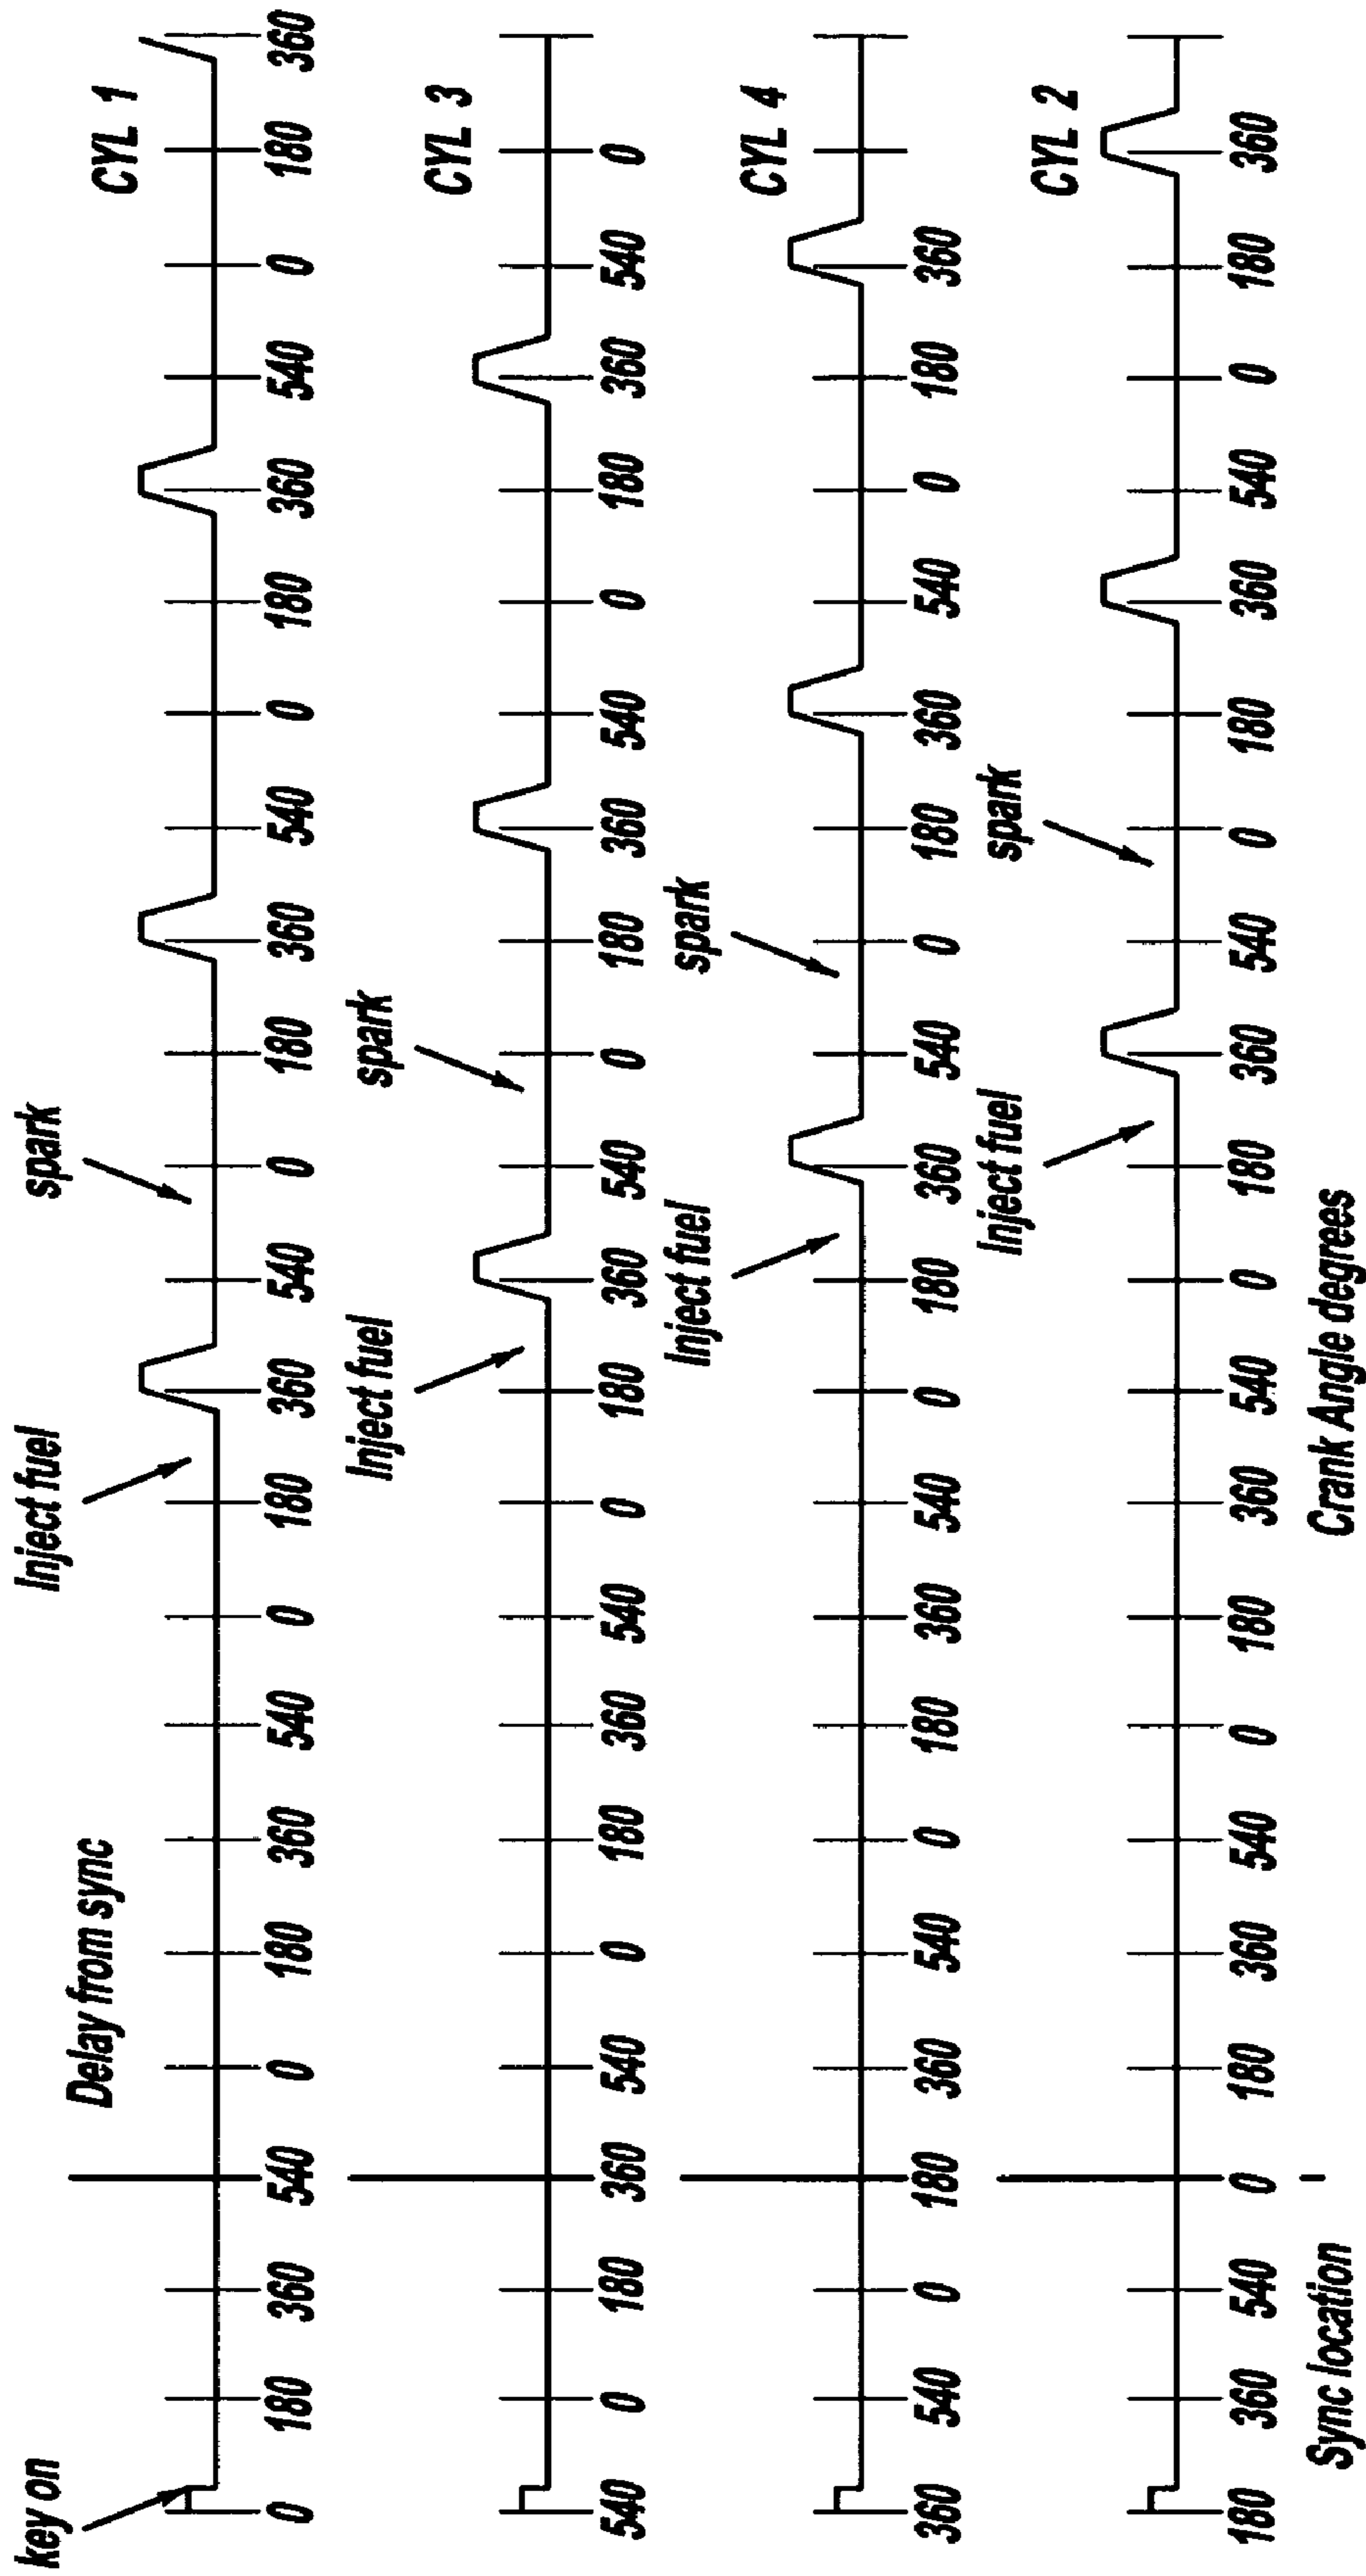 key on
Inject fuel
spark
Delay from sync
CYL 1
0 180 360 540 0 180 360 540 0 180 360 540 0 180 360 540 0 180 360 540 0 180 360
Inject fuel
spark
CYL 3
540 0 180 360 540 0 180 360 540 0 180 360 540 0 180 360 540 0 180 360 540 0
Inject fuel
spark
CYL 4
360 540 0 180 360 540 0 180 360 540 0 180 360 540 0 180 360 540 0 180 360
Inject fuel
spark
CYL 2
180 360 540 0 180 360 540 0 180 360 540 0 180 360 540 0 180 360 540 0 180 360
Sync location
Crank Angle degrees